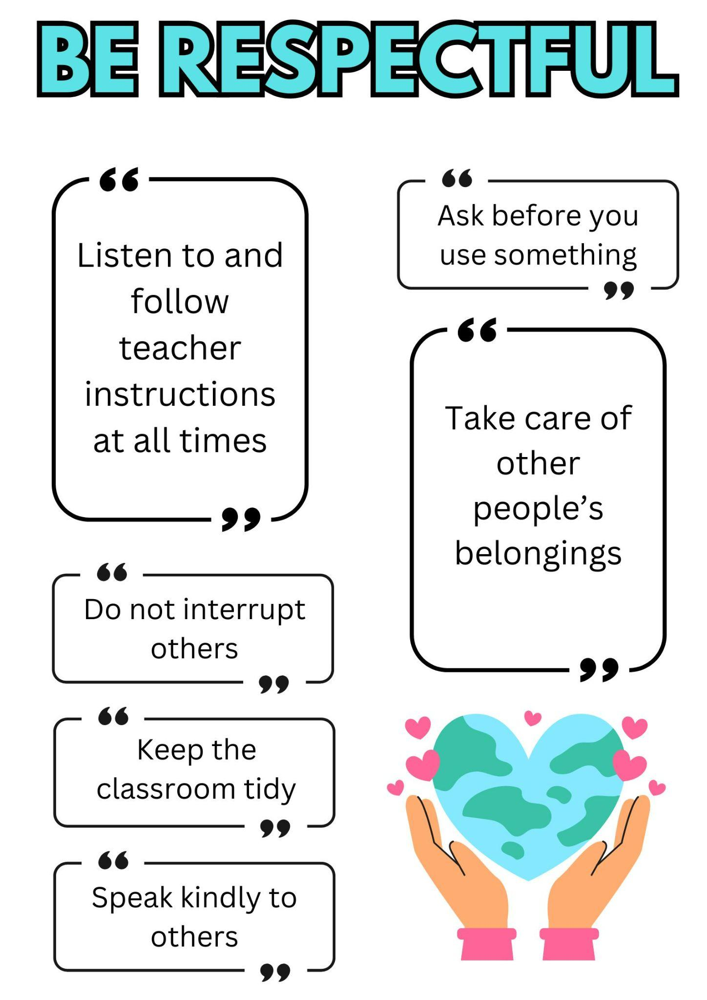 BE RESPECTFUL
Listen to and
follow
teacher
instructions
at all times
Do not interrupt
others
Keep the
classroom tidy
Speak kindly to
others
Ask before you
use something
Take care of
other
people’s
belongings